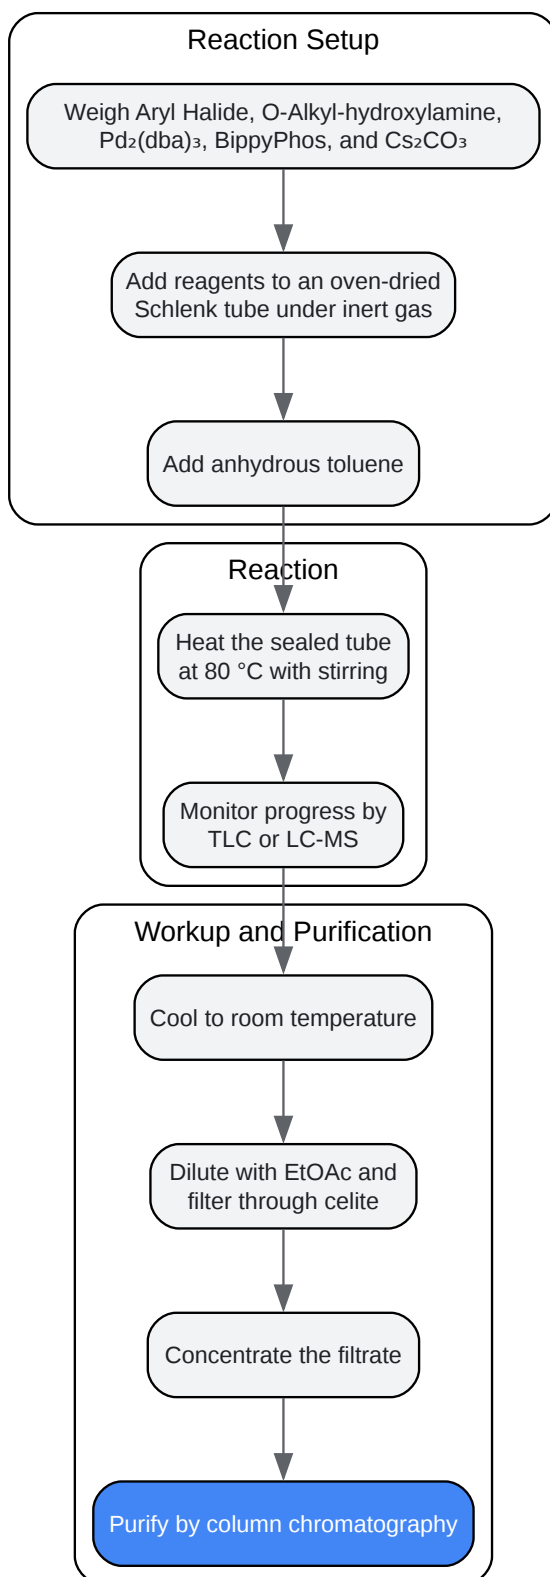 Reaction Setup
Weigh Aryl Halide, O-Alkyl-hydroxylamine,
Pd₂(dba)₃, BippyPhos, and Cs₂CO₃
Add reagents to an oven-dried
Schlenk tube under inert gas
Add anhydrous toluene
Reaction
Heat the sealed tube
at 80 °C with stirring
Monitor progress by
TLC or LC-MS
Workup and Purification
Cool to room temperature
Dilute with EtOAc and
filter through celite
Concentrate the filtrate
Purify by column chromatography